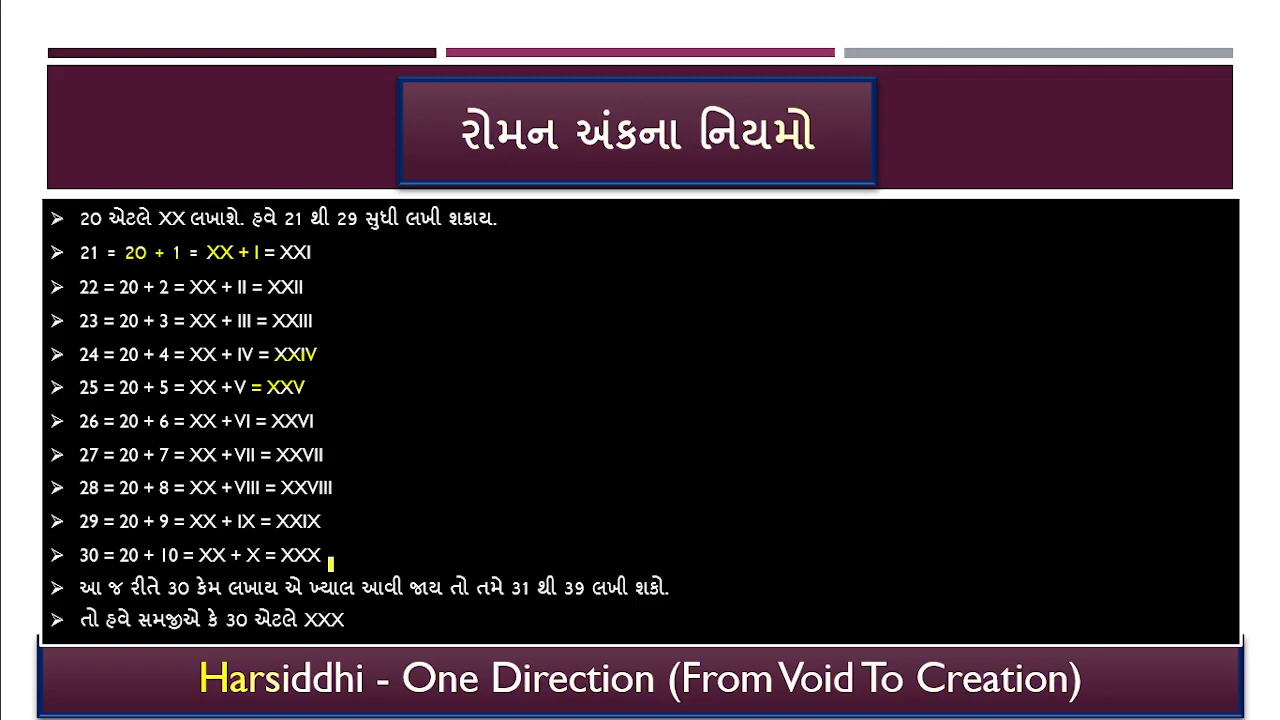 રોમન અંકના નિયમો
➢ 20 એટલે XX લખાશે. હવે 21 થી 29 સુધી લખી શકાય.
➢ 21 = 20 + 1 = XX + I = XXI
➢ 22 = 20 + 2 = XX + II = XXII
➢ 23 = 20 + 3 = XX + III = XXIII
➢ 24 = 20 + 4 = XX + IV = XXIV
➢ 25 = 20 + 5 = XX + V = XXV
➢ 26 = 20 + 6 = XX + VI = XXVI
➢ 27 = 20 + 7 = XX + VII = XXVII
➢ 28 = 20 + 8 = XX + VIII = XXVIII
➢ 29 = 20 + 9 = XX + IX = XXIX
➢ 30 = 20 + 10 = XX + X = XXX
➢ આ જ રીતે 30 કેમ લખાય એ ખ્યાલ આવી જાય તો તમે 31 થી 39 લખી શકો.
➢ તો હવે સમજીએ કે 30 એટલે XXX
Harsiddhi - One Direction (From Void To Creation)